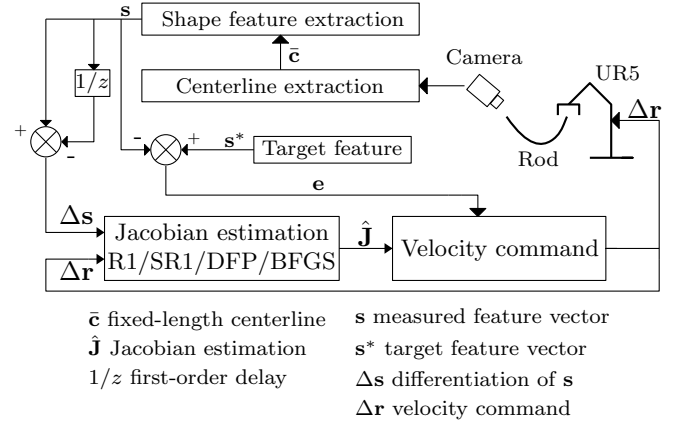 s
Shape feature extraction
c̄
Camera
UR5
1/z
Centerline extraction
Δr
+
-
-
+
s*
Target feature
Rod
e
Δs
Jacobian estimation
R1/SR1/DFP/BFGS
Ĵ
Velocity command
Δr
c̄ fixed-length centerline
Ĵ Jacobian estimation
1/z first-order delay
s measured feature vector
s* target feature vector
Δs differentiation of s
Δr velocity command